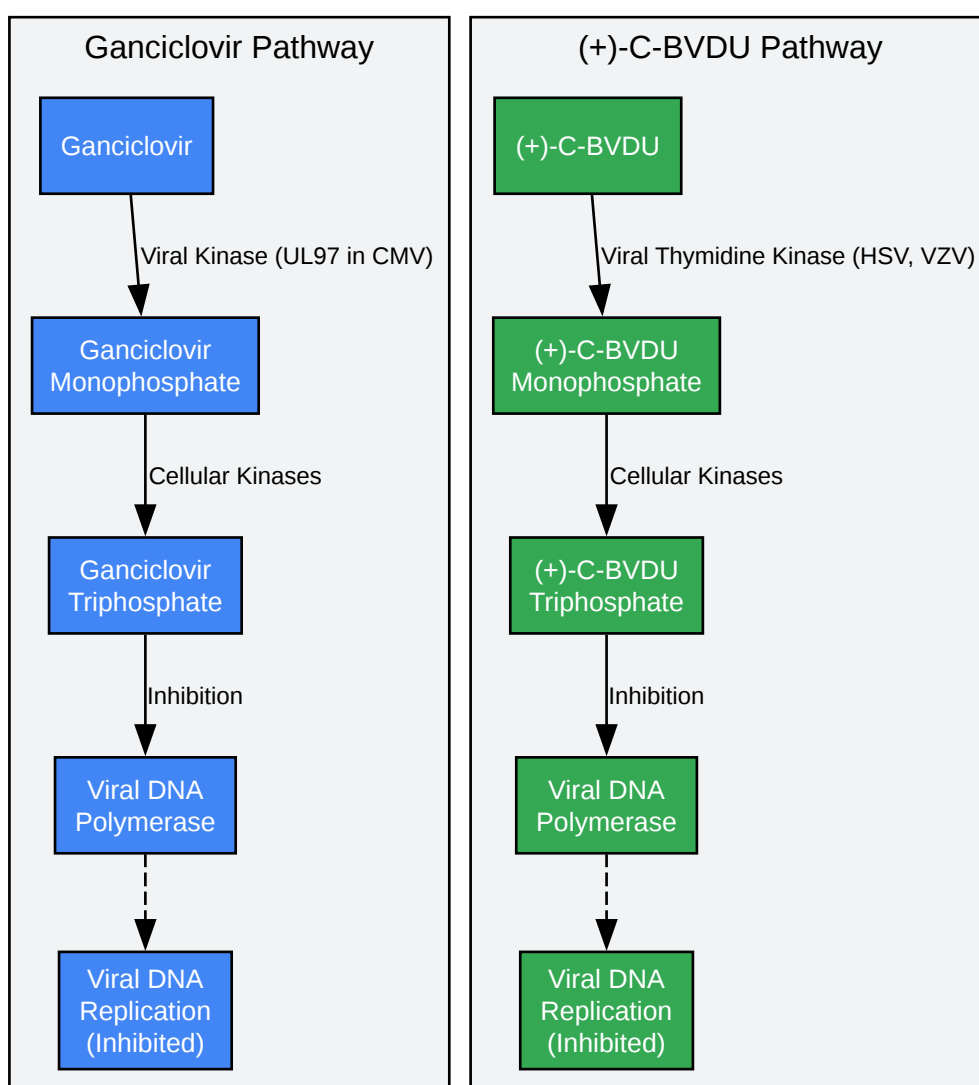 Ganciclovir Pathway
Ganciclovir
Viral Kinase (UL97 in CMV)
Ganciclovir
Monophosphate
Cellular Kinases
Ganciclovir
Triphosphate
Inhibition
Viral DNA
Polymerase
Viral DNA
Replication
(Inhibited)
(+)-C-BVDU Pathway
(+)-C-BVDU
Viral Thymidine Kinase (HSV, VZV)
(+)-C-BVDU
Monophosphate
Cellular Kinases
(+)-C-BVDU
Triphosphate
Inhibition
Viral DNA
Polymerase
Viral DNA
Replication
(Inhibited)